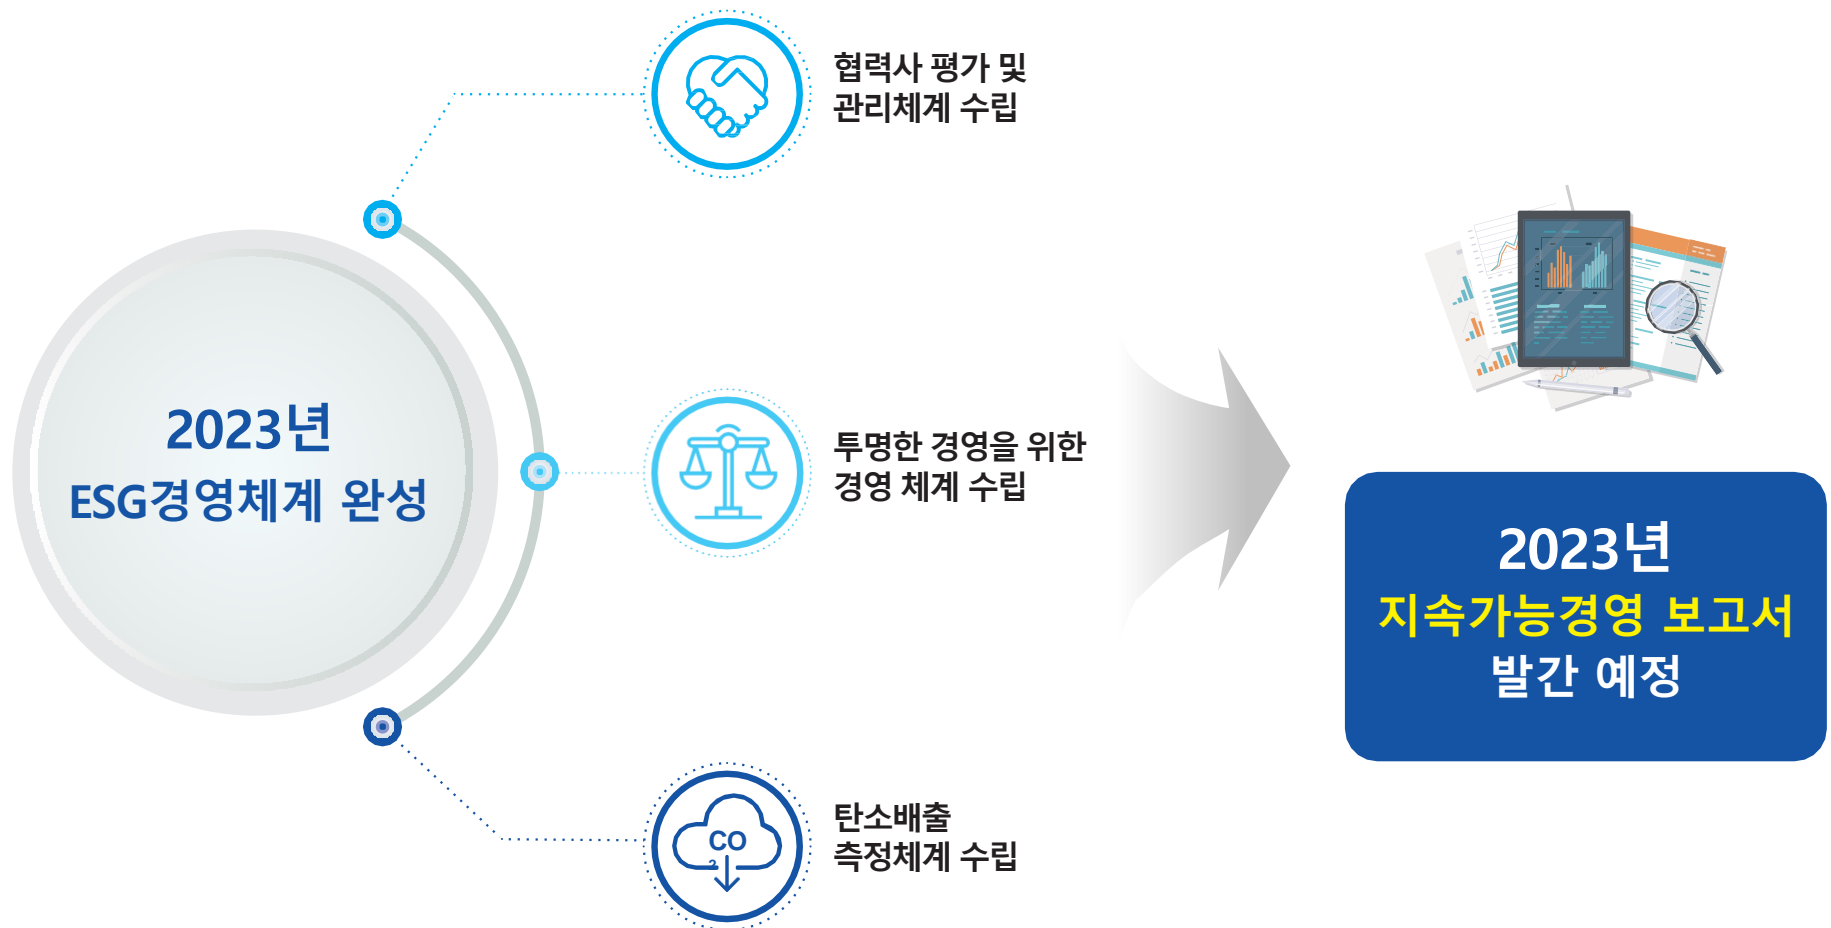 2023년
ESG경영체계 완성
협력사 평가 및
관리체계 수립
투명한 경영을 위한
경영 체계 수립
CO
2
탄소배출
측정체계 수립
2023년
지속가능경영 보고서
발간 예정